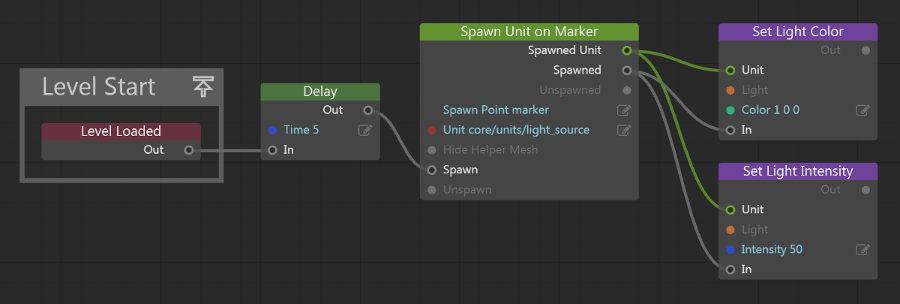 Level Start
Level Loaded
Out
Delay
Out
Time 5
In
Spawn Unit on Marker
Spawned Unit
Spawned
Unspawned
Spawn Point marker
Unit core/units/light_source
Hide Helper Mesh
Spawn
Unspawn
Set Light Color
Out
Unit
Light
Color 1 0 0
In
Set Light Intensity
Out
Unit
Light
Intensity 50
In